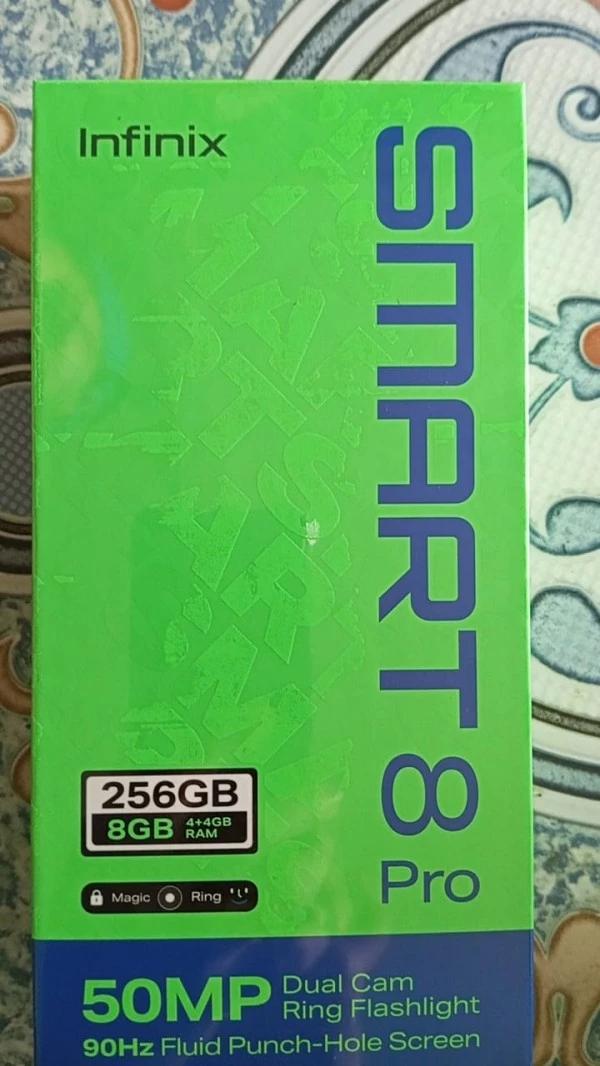 Infinix
SMART 8
Pro
256GB
8GB 4+4GB
RAM
Magic Ring
50MP Dual Cam
Ring Flashlight
90Hz Fluid Punch-Hole Screen